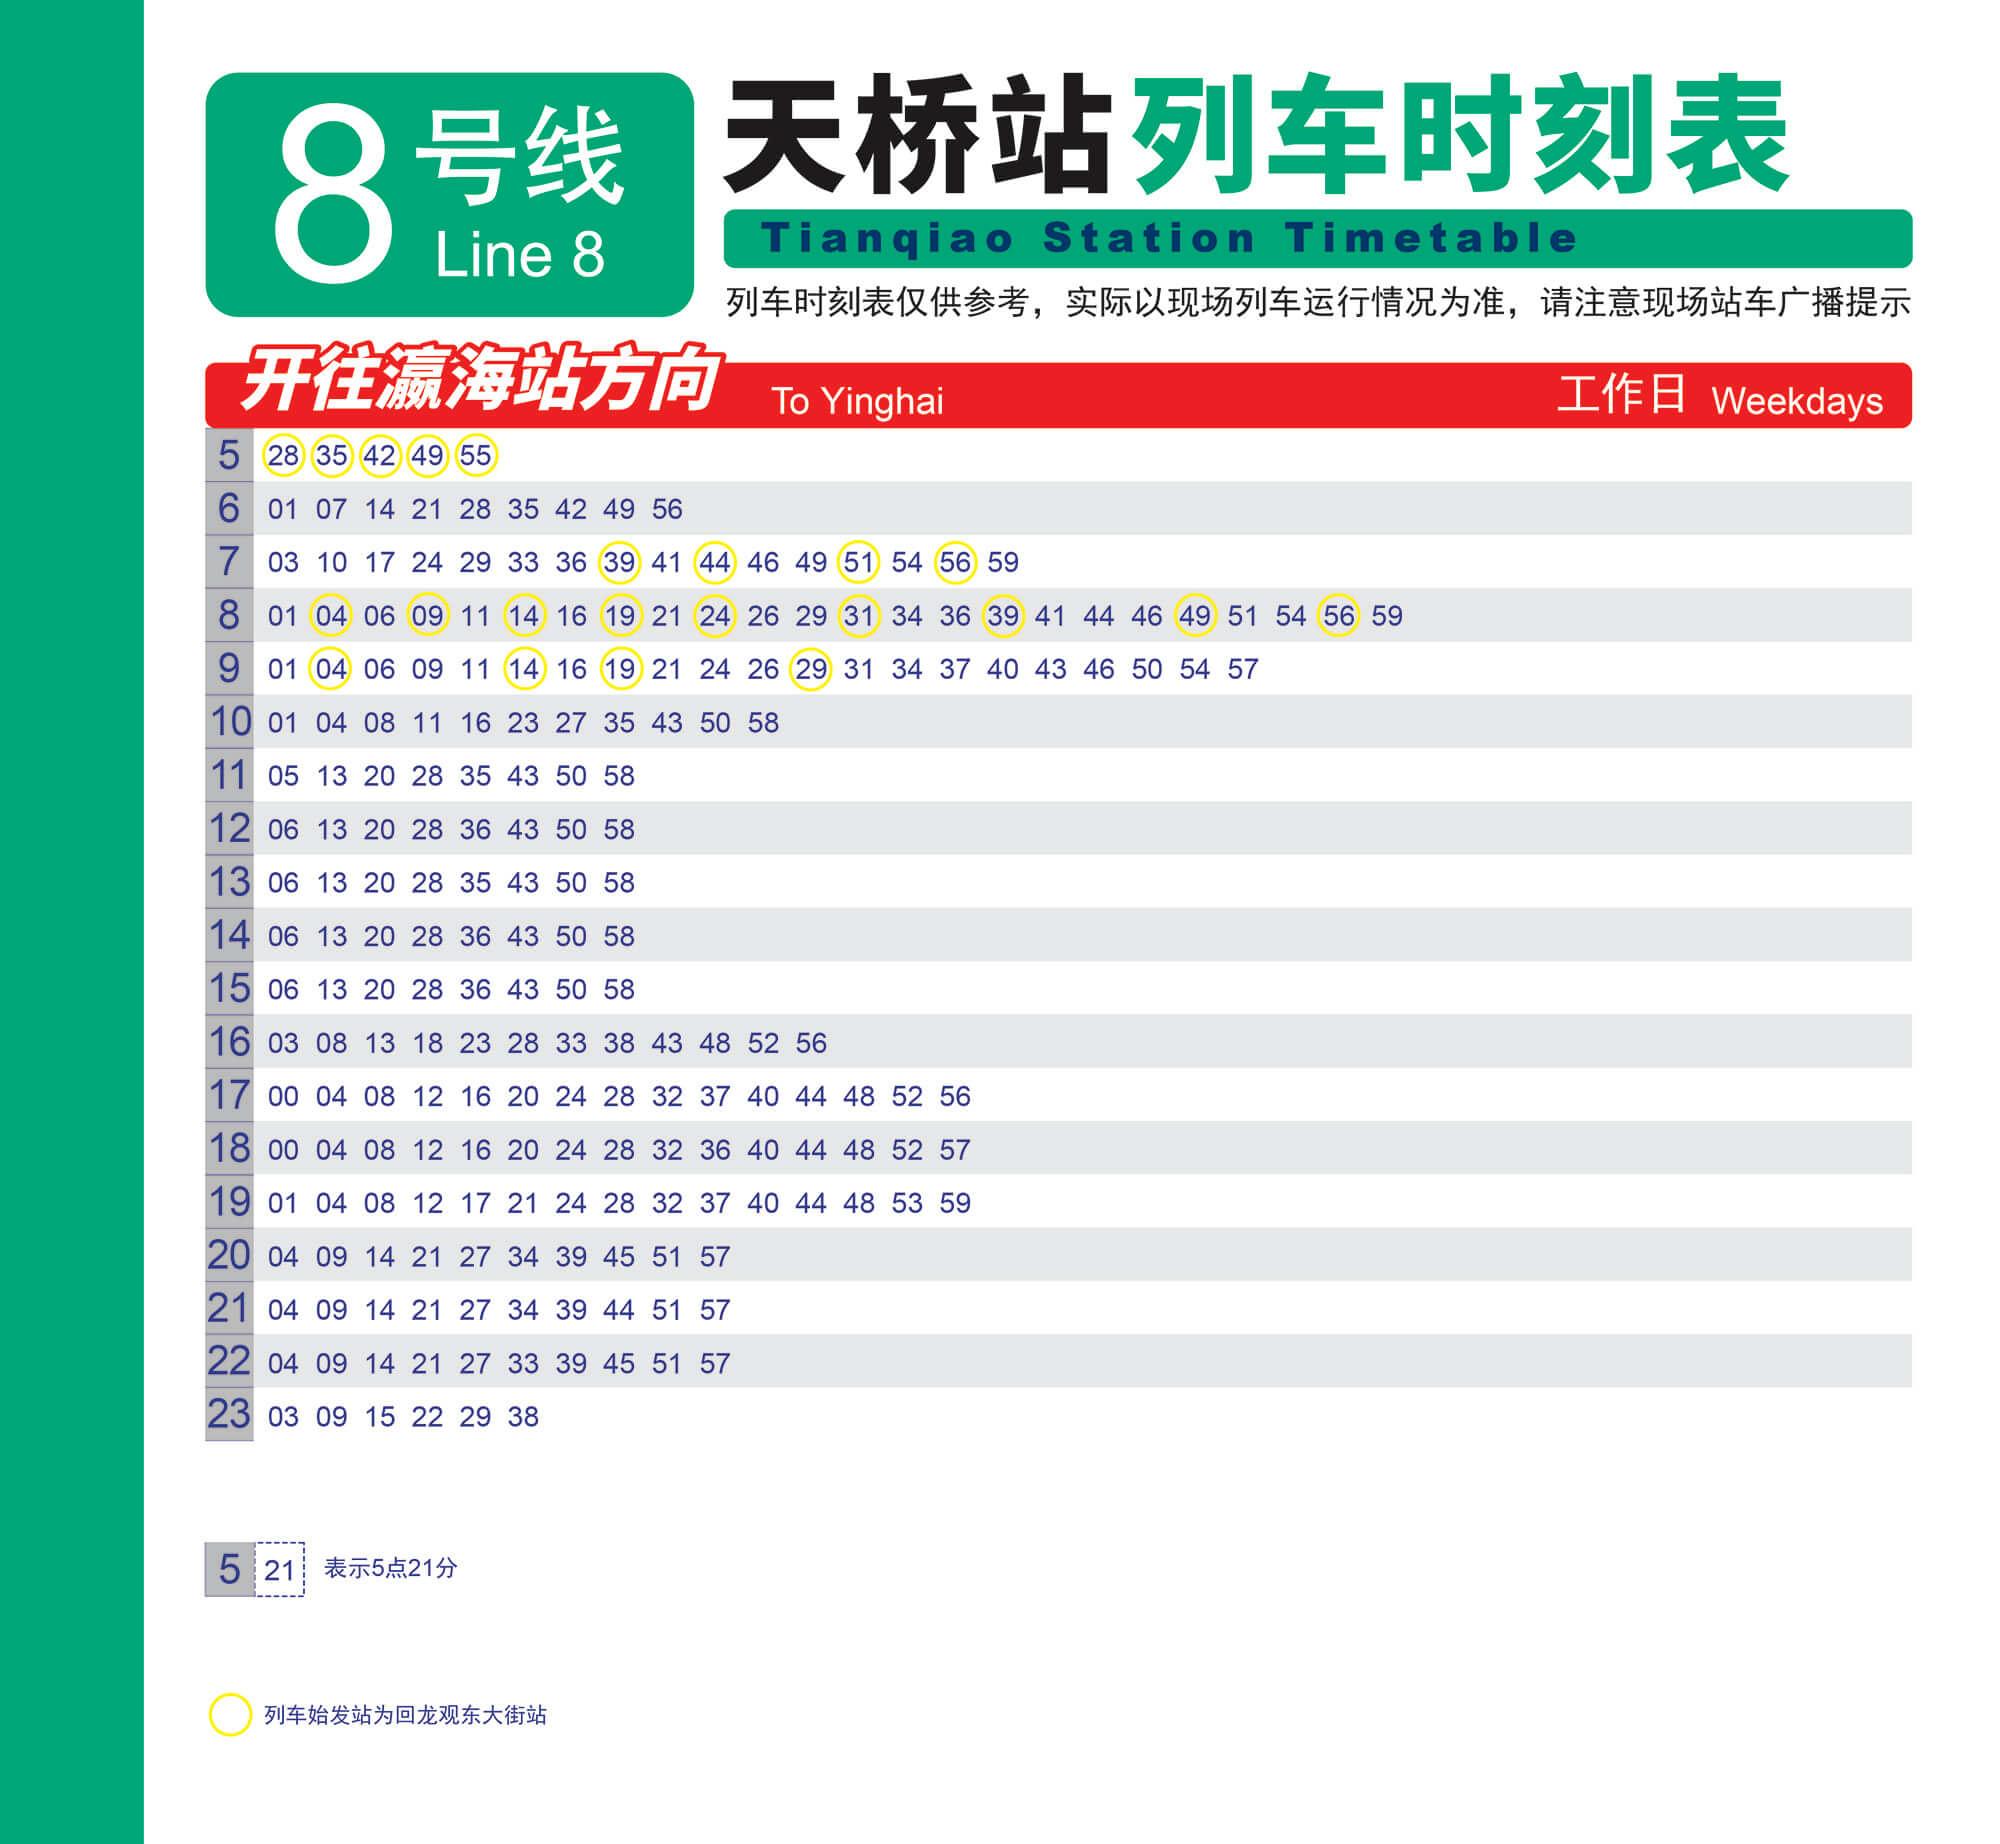 8号线
Line 8
天桥站列车时刻表
Tianqiao Station Timetable
列车时刻表仅供参考，实际以现场列车运行情况为准，请注意现场站车广播提示
开往瀛海站方向 To Yinghai 工作日 Weekdays
5 28 35 42 49 55
6 01 07 14 21 28 35 42 49 56
7 03 10 17 24 29 33 36 39 41 44 46 49 51 54 56 59
8 01 04 06 09 11 14 16 19 21 24 26 29 31 34 36 39 41 44 46 49 51 54 56 59
9 01 04 06 09 11 14 16 19 21 24 26 29 31 34 37 40 43 46 50 54 57
10 01 04 08 11 16 23 27 35 43 50 58
11 05 13 20 28 35 43 50 58
12 06 13 20 28 36 43 50 58
13 06 13 20 28 35 43 50 58
14 06 13 20 28 36 43 50 58
15 06 13 20 28 36 43 50 58
16 03 08 13 18 23 28 33 38 43 48 52 56
17 00 04 08 12 16 20 24 28 32 37 40 44 48 52 56
18 00 04 08 12 16 20 24 28 32 36 40 44 48 52 57
19 01 04 08 12 17 21 24 28 32 37 40 44 48 53 59
20 04 09 14 21 27 34 39 45 51 57
21 04 09 14 21 27 34 39 44 51 57
22 04 09 14 21 27 33 39 45 51 57
23 03 09 15 22 29 38
5 21 表示5点21分
列车始发站为回龙观东大街站